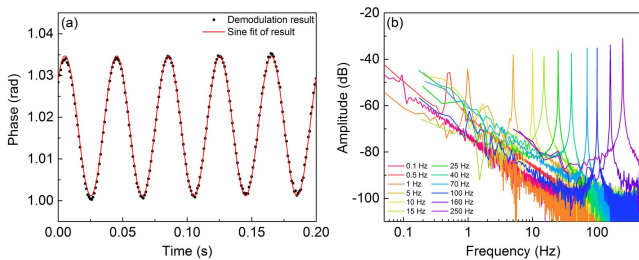 (a)
Demodulation result
Sine fit of result
1.04
1.03
1.02
1.01
1.00
Phase (rad)
0.00 0.05 0.10 0.15 0.20
Time (s)
(b)
-20
-40
-60
-80
-100
Amplitude (dB)
0.1 Hz 25 Hz
0.5 Hz 40 Hz
1 Hz 70 Hz
5 Hz 100 Hz
10 Hz 160 Hz
15 Hz 250 Hz
0.1 1 10 100
Frequency (Hz)